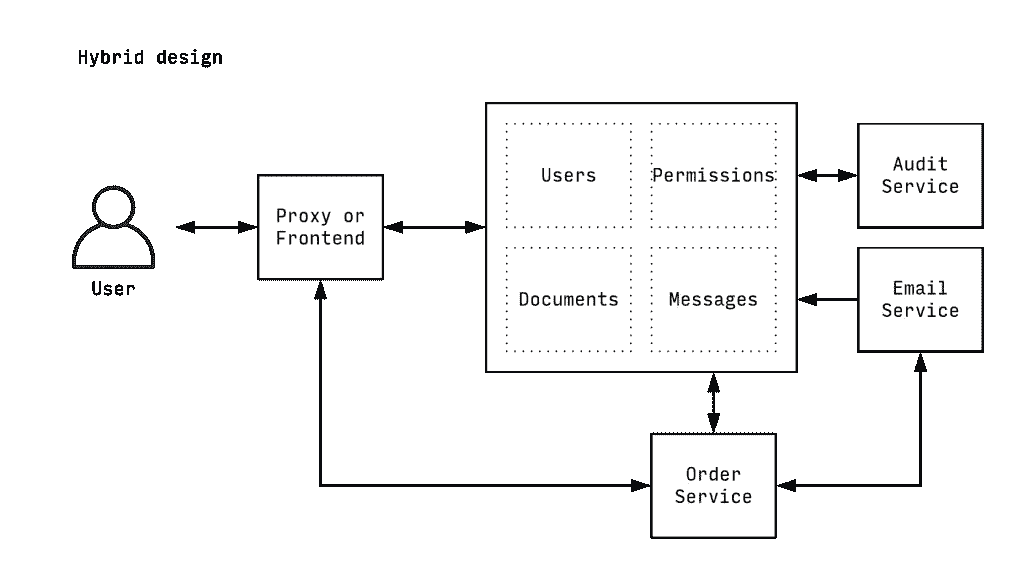 Hybrid design
User
Proxy or
Frontend
Users
Permissions
Documents
Messages
Audit
Service
Email
Service
Order
Service